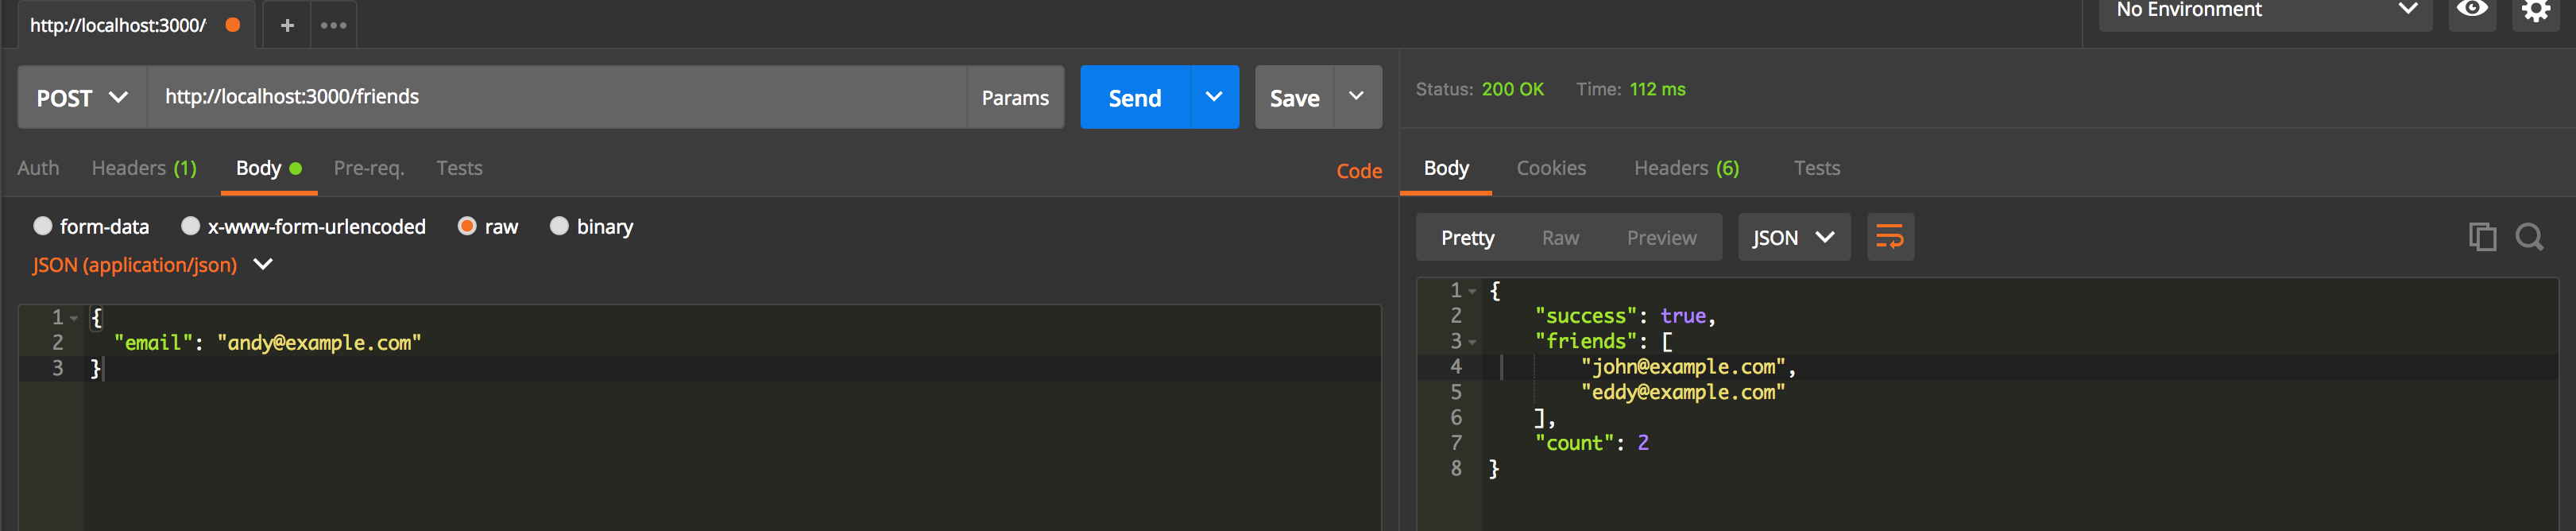 http://localhost:3000/
No Environment
POST http://localhost:3000/friends Params Send Save
Status: 200 OK Time: 112 ms
Auth Headers (1) Body Pre-req. Tests Code
Body Cookies Headers (6) Tests
form-data x-www-form-urlencoded raw binary
JSON (application/json)
Pretty Raw Preview JSON
1 {
2 "email": "andy@example.com"
3 }
1 {
2 "success": true,
3 "friends": [
4 "john@example.com",
5 "eddy@example.com"
6 ],
7 "count": 2
8 }